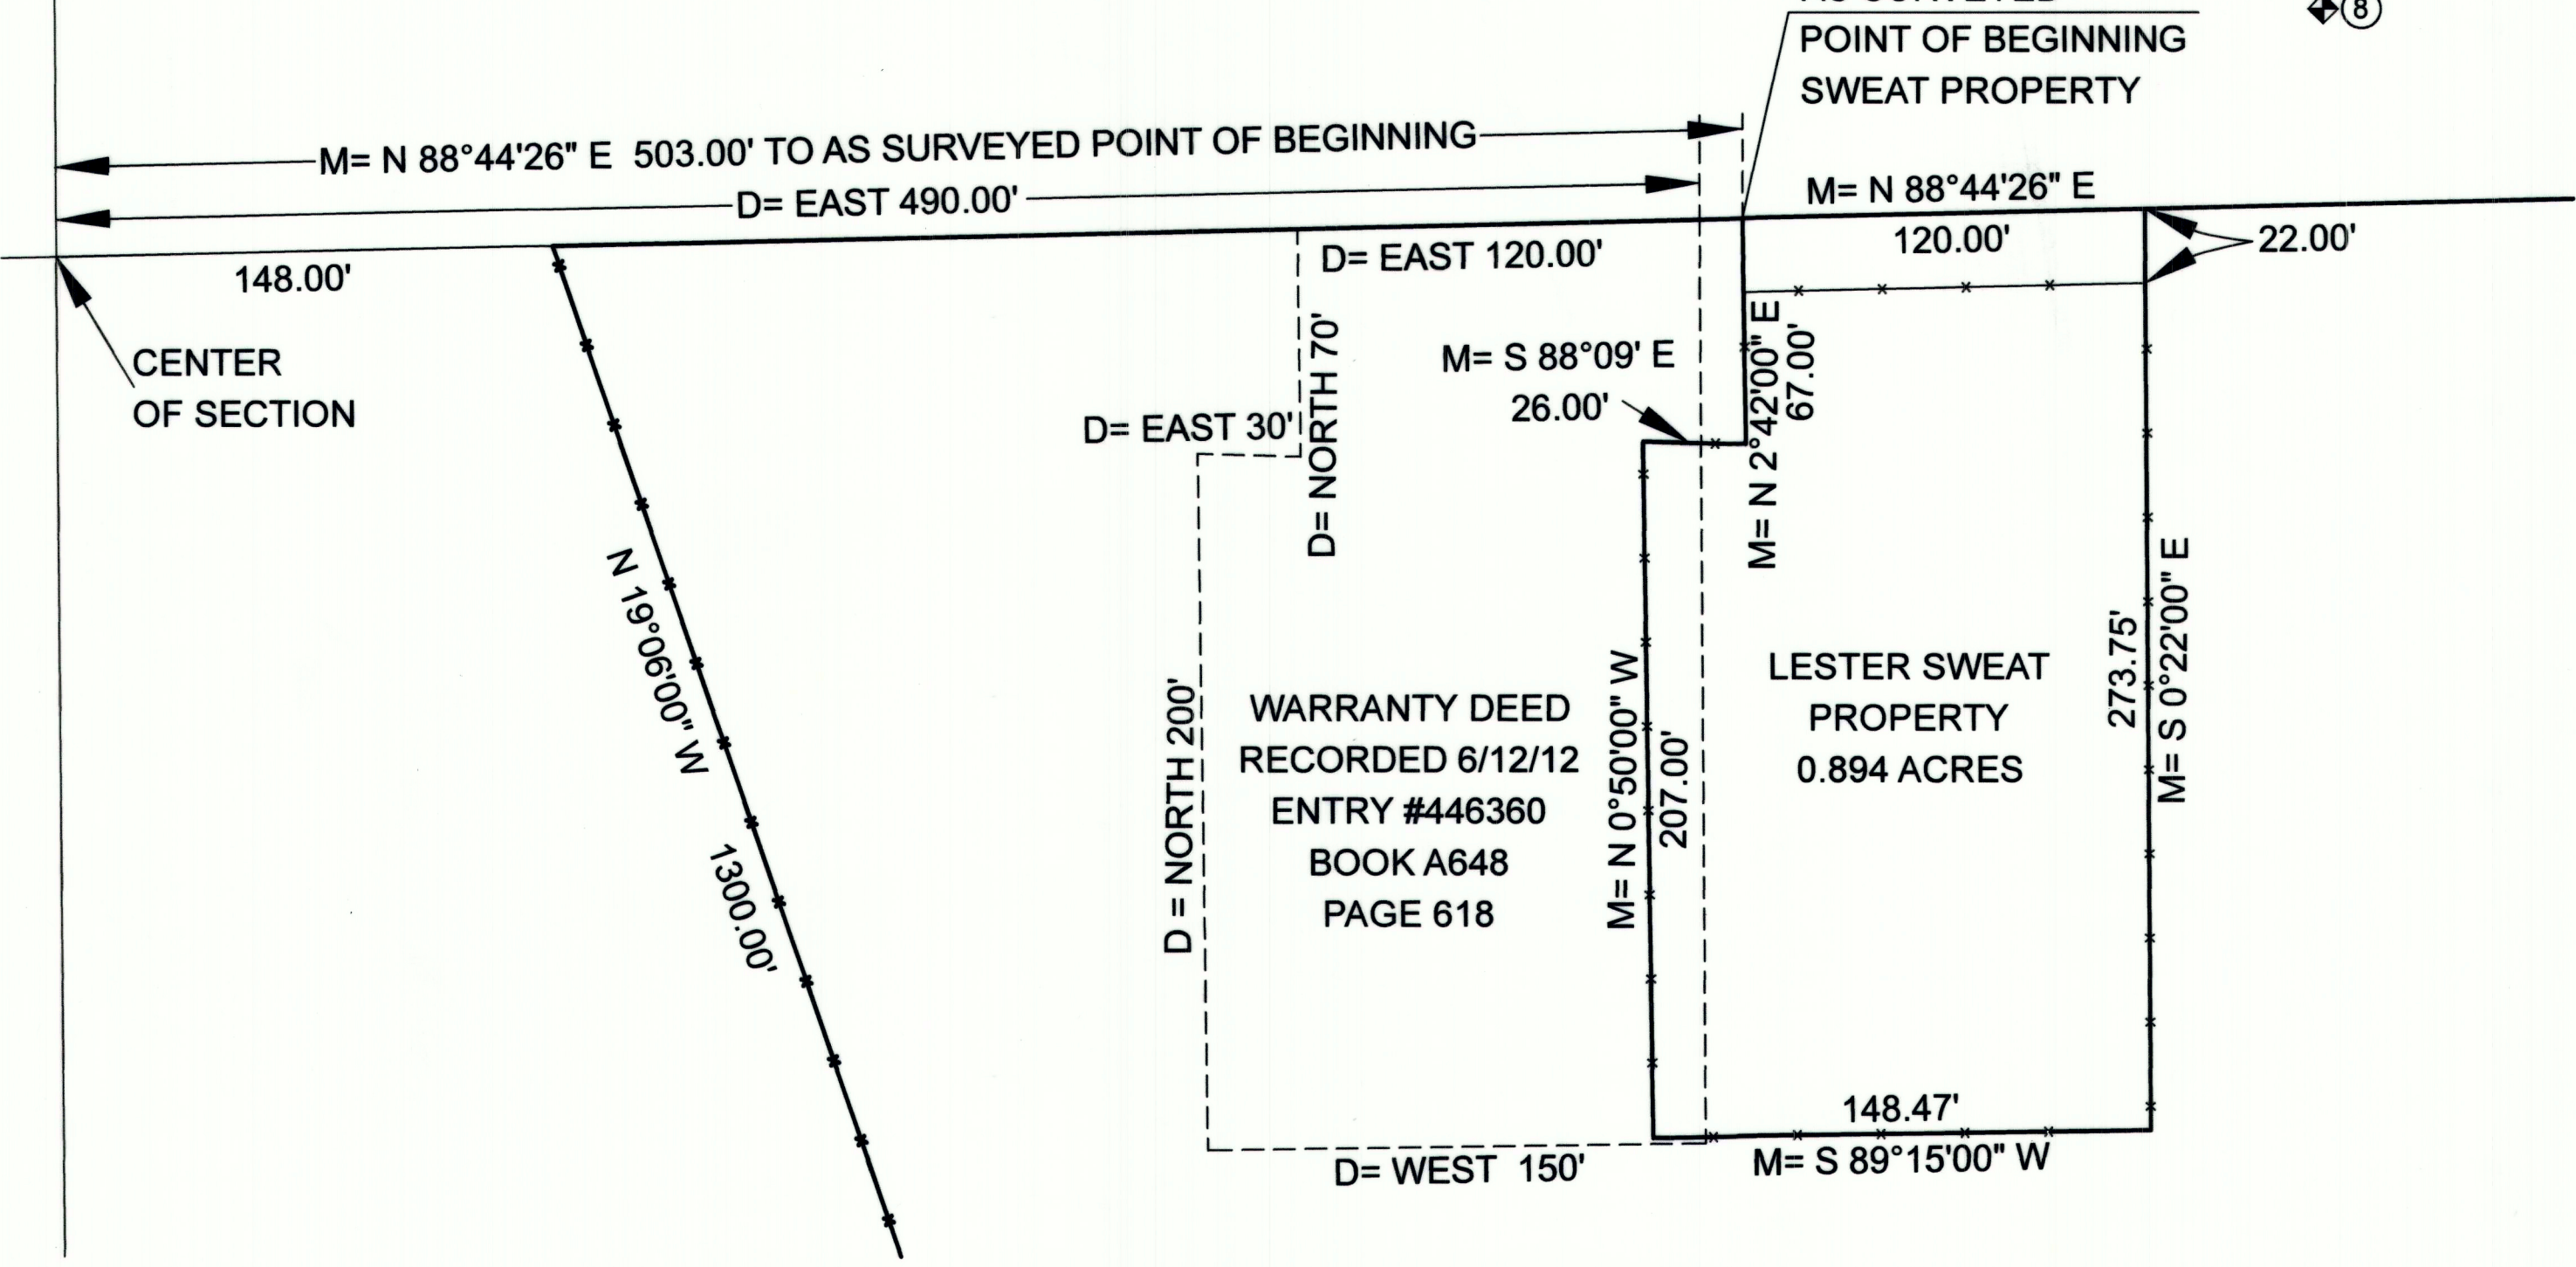 8
POINT OF BEGINNING
SWEAT PROPERTY
M= N 88°44'26" E 503.00' TO AS SURVEYED POINT OF BEGINNING
D= EAST 490.00'
M= N 88°44'26" E
148.00'
D= EAST 120.00'
120.00'
22.00'
CENTER
OF SECTION
D= NORTH 70'
M= S 88°09' E
26.00'
M= N 2°42'00" E
67.00'
D= EAST 30'
N 19°06'00" W
1300.00'
D = NORTH 200'
WARRANTY DEED
RECORDED 6/12/12
ENTRY #446360
BOOK A648
PAGE 618
M= N 0°50'00" W
207.00'
LESTER SWEAT
PROPERTY
0.894 ACRES
273.75'
M= S 0°22'00" E
148.47'
M= S 89°15'00" W
D= WEST 150'